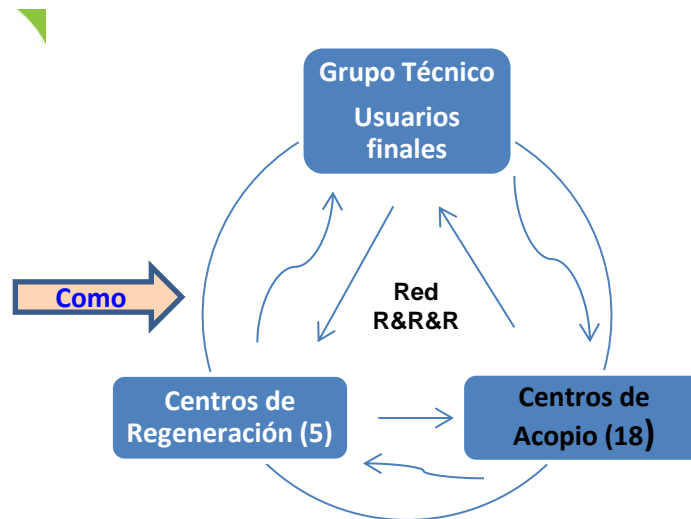 Grupo Técnico
Usuarios
finales
Como
Red
R&R&R
Centros de
Regeneración (5)
Centros de
Acopio (18)